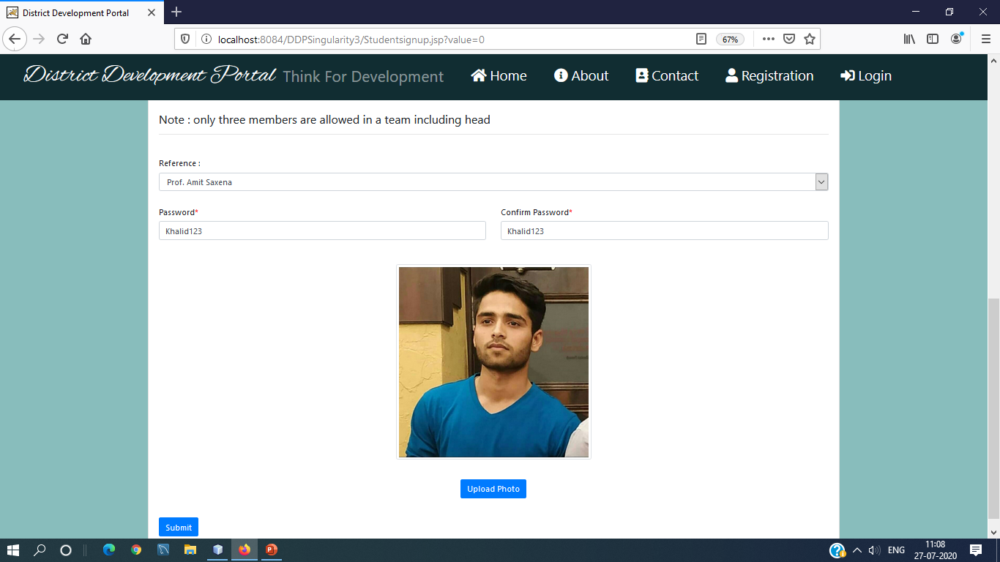 District Development Portal
localhost:8084/DDPSingularity3/Studentsignup.jsp?value=0
67%
District Development Portal Think For Development Home About Contact Registration Login
Note : only three members are allowed in a team including head
Reference :
Prof. Amit Saxena
Password* Confirm Password*
Khalid123 Khalid123
Upload Photo
Submit
ENG
11:08
27-07-2020